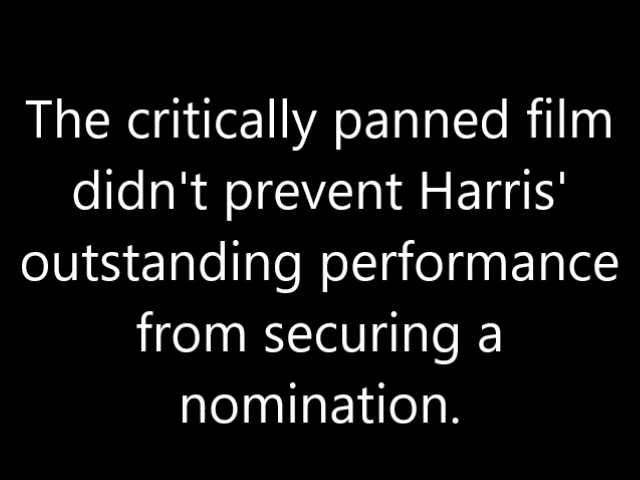 The critically panned film
didn't prevent Harris'
outstanding performance
from securing a
nomination.